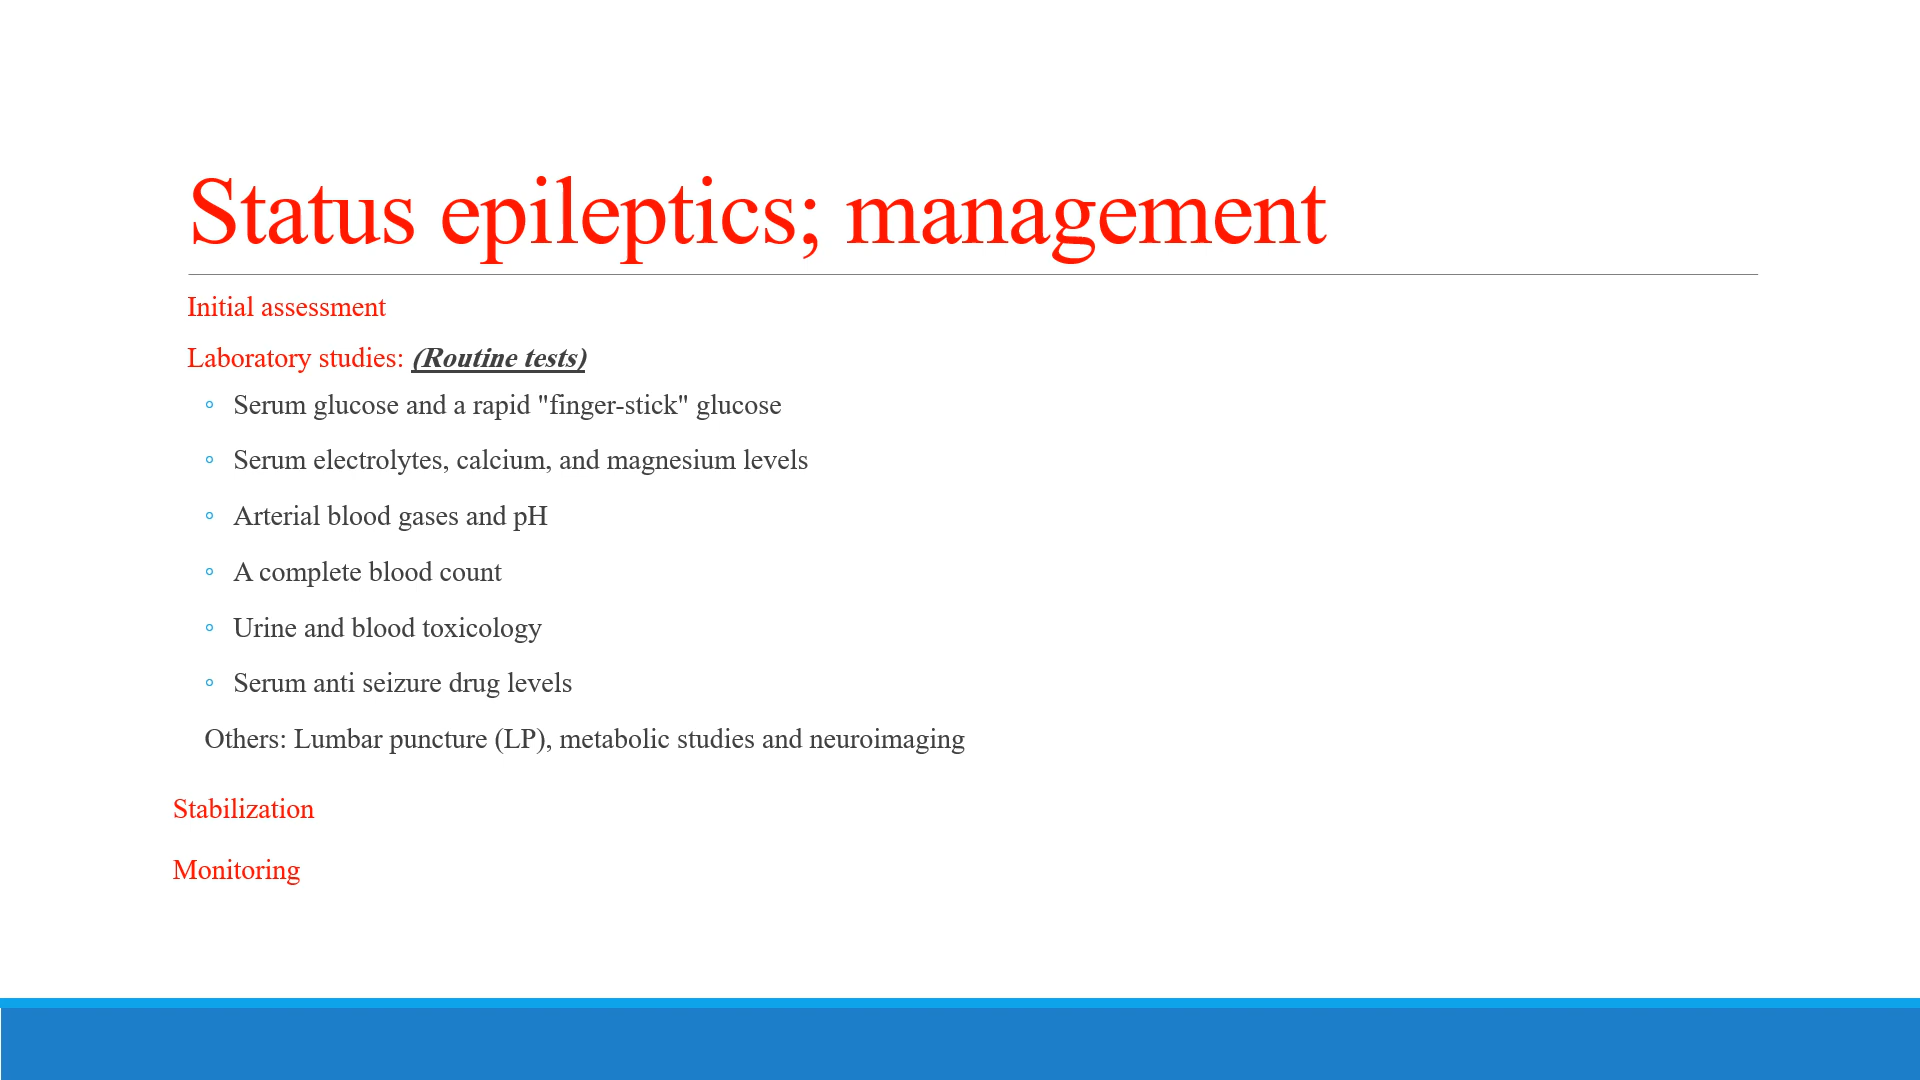 Status epileptics; management
Initial assessment
Laboratory studies: (Routine tests)
◦ Serum glucose and a rapid "finger-stick" glucose
◦ Serum electrolytes, calcium, and magnesium levels
◦ Arterial blood gases and pH
◦ A complete blood count
◦ Urine and blood toxicology
◦ Serum anti seizure drug levels
Others: Lumbar puncture (LP), metabolic studies and neuroimaging
Stabilization
Monitoring